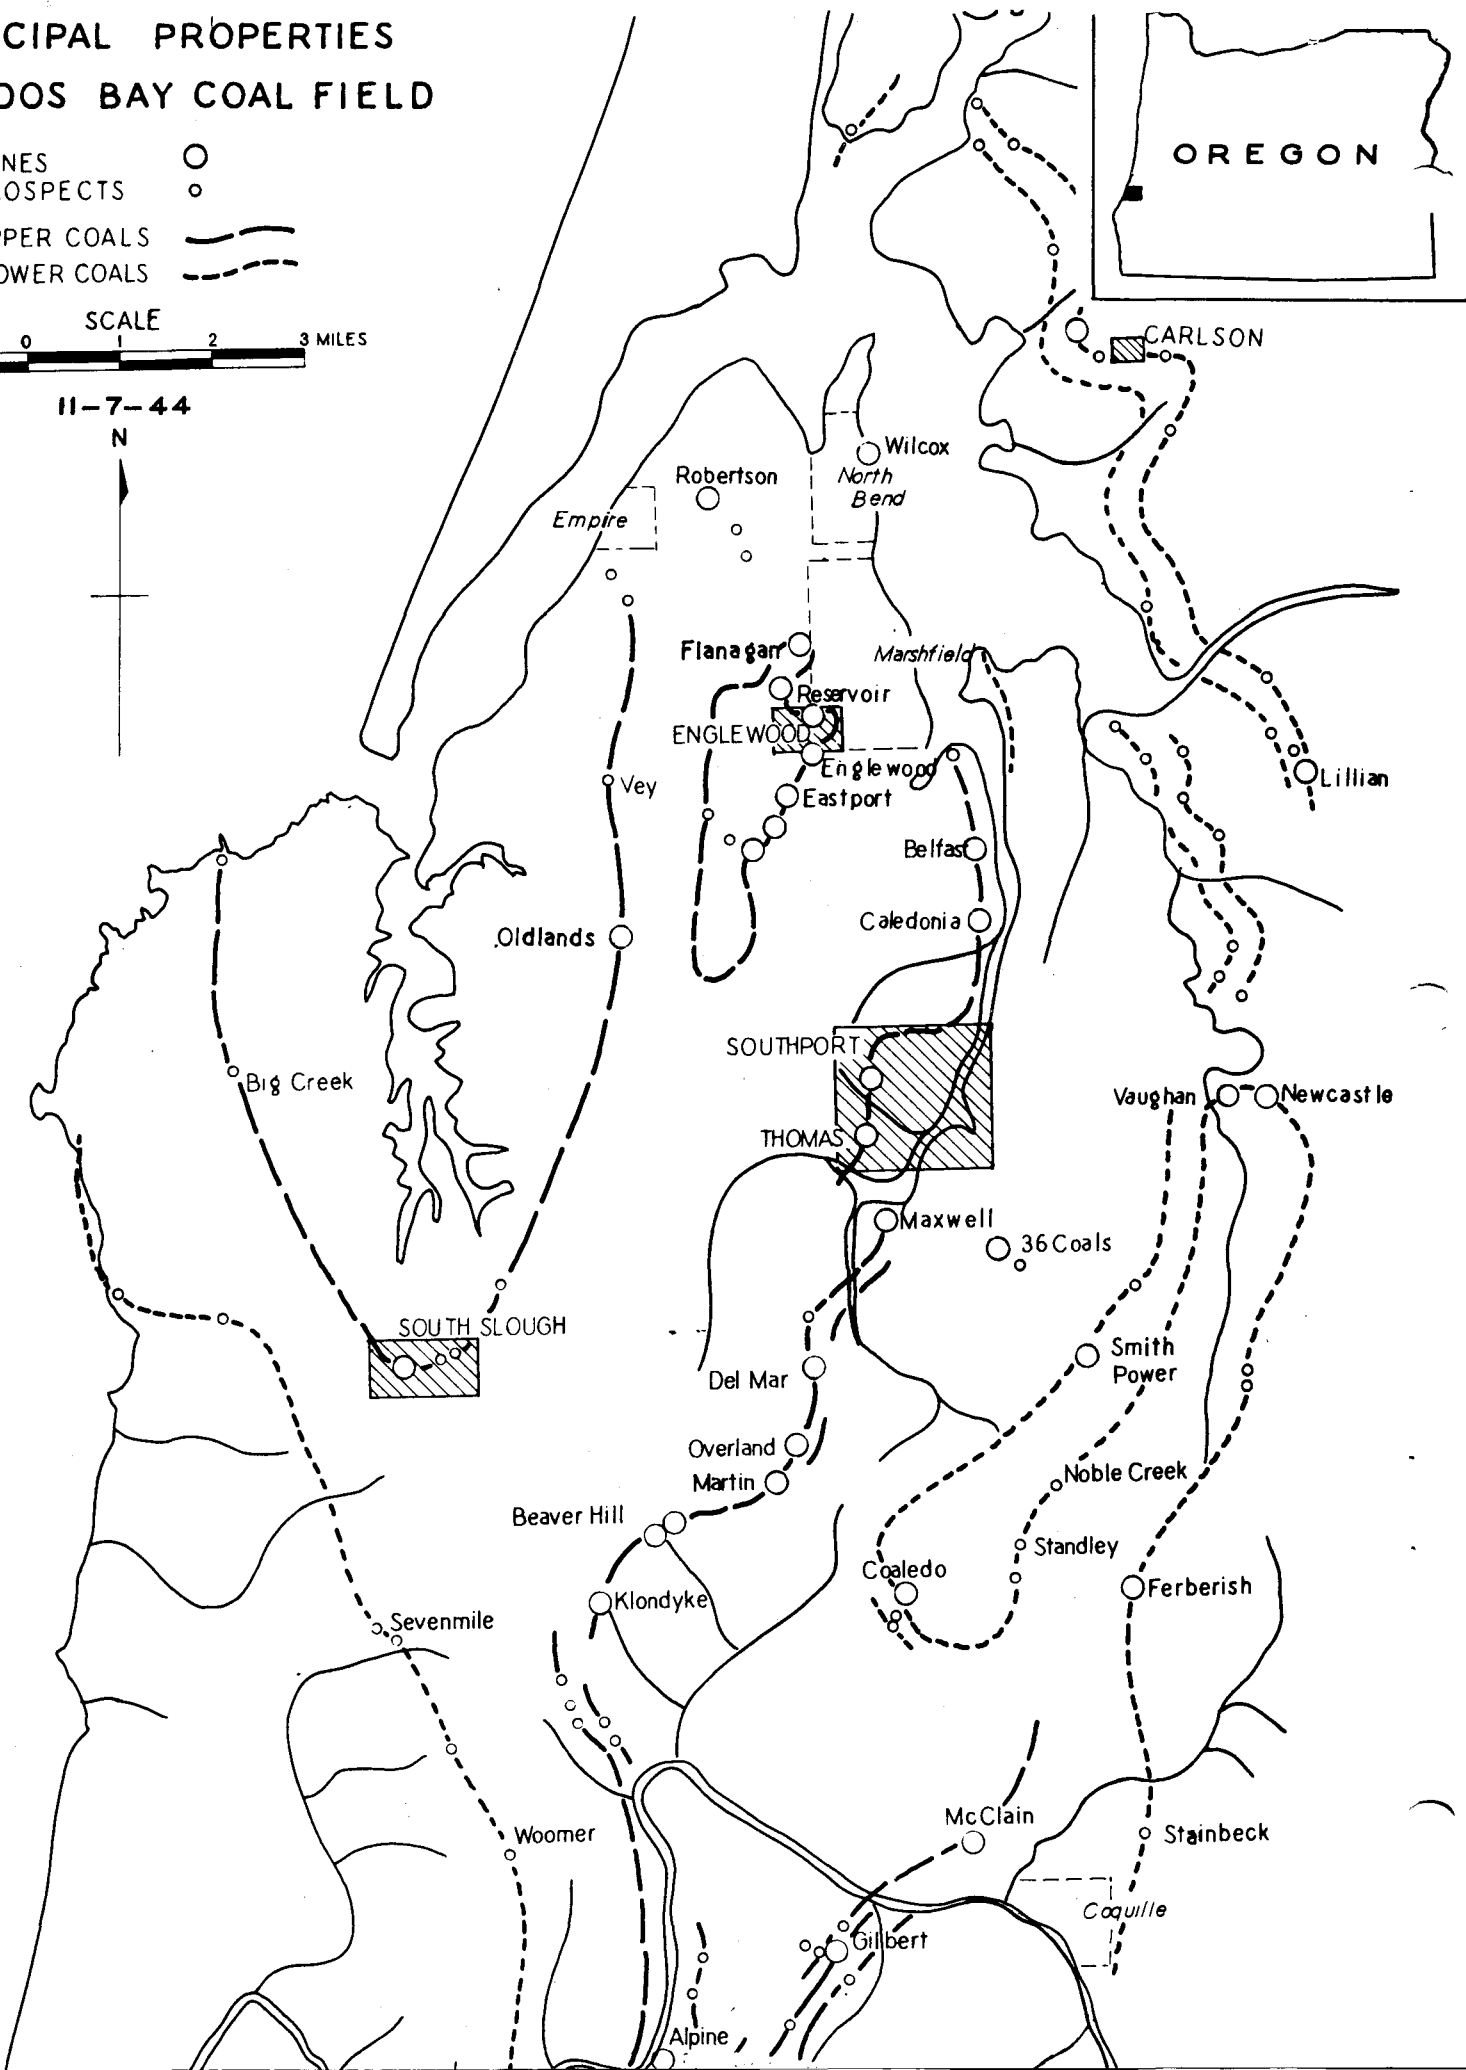 CIPAL PROPERTIES
OOS BAY COAL FIELD
NES
OSPECTS
PPER COALS
OWER COALS
SCALE
0 1 2 3 MILES
11-7-44
N
OREGON
CARLSON
Wilcox
North
Bend
Robertson
Empire
Flanagan
Marshfield
Reservoir
ENGLEWOOD
Englewood
Eastport
Vey
Lillian
Belfast
Caledonia
Oldlands
SOUTHPORT
Big Creek
Vaughan
Newcastle
THOMAS
Maxwell
36 Coals
SOUTH SLOUGH
Smith
Power
Del Mar
Overland
Martin
Noble Creek
Beaver Hill
Standley
Coaledo
Ferberish
Klondyke
Sevenmile
McClain
Woomer
Stainbeck
Coquille
Gilbert
Alpine